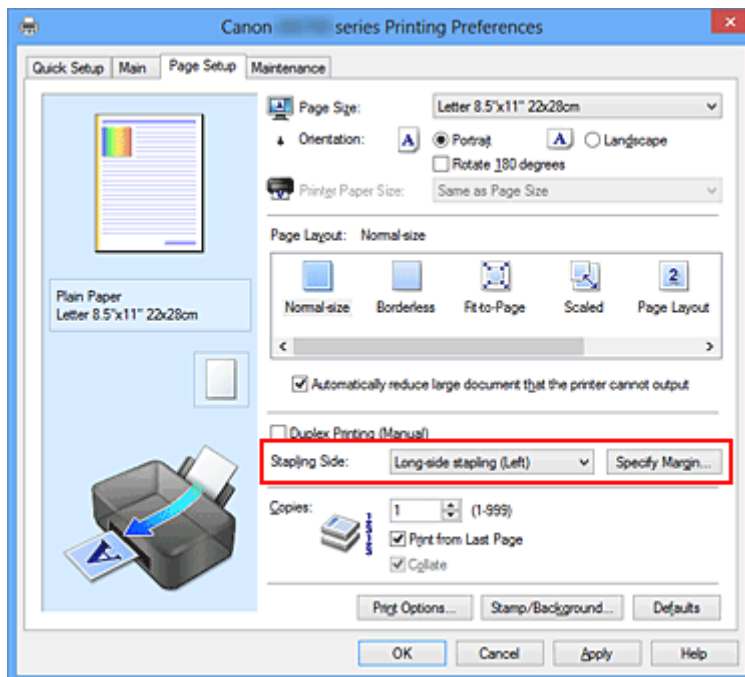 Canon series Printing Preferences
Quick Setup Main Page Setup Maintenance
Page Size: Letter 8.5"x11" 22x28cm
Orientation: A Portrait A Landscape
Rotate 180 degrees
Printer Paper Size: Same as Page Size
Page Layout: Normal-size
2
Normal-size Borderless Fit-to-Page Scaled Page Layout
Plain Paper
Letter 8.5"x11" 22x28cm
Automatically reduce large document that the printer cannot output
Duplex Printing (Manual)
Stapling Side: Long-side stapling (Left) Specify Margin...
Copies: 1 (1-999)
Print from Last Page
Collate
A
Print Options... Stamp/Background... Defaults
OK Cancel Apply Help